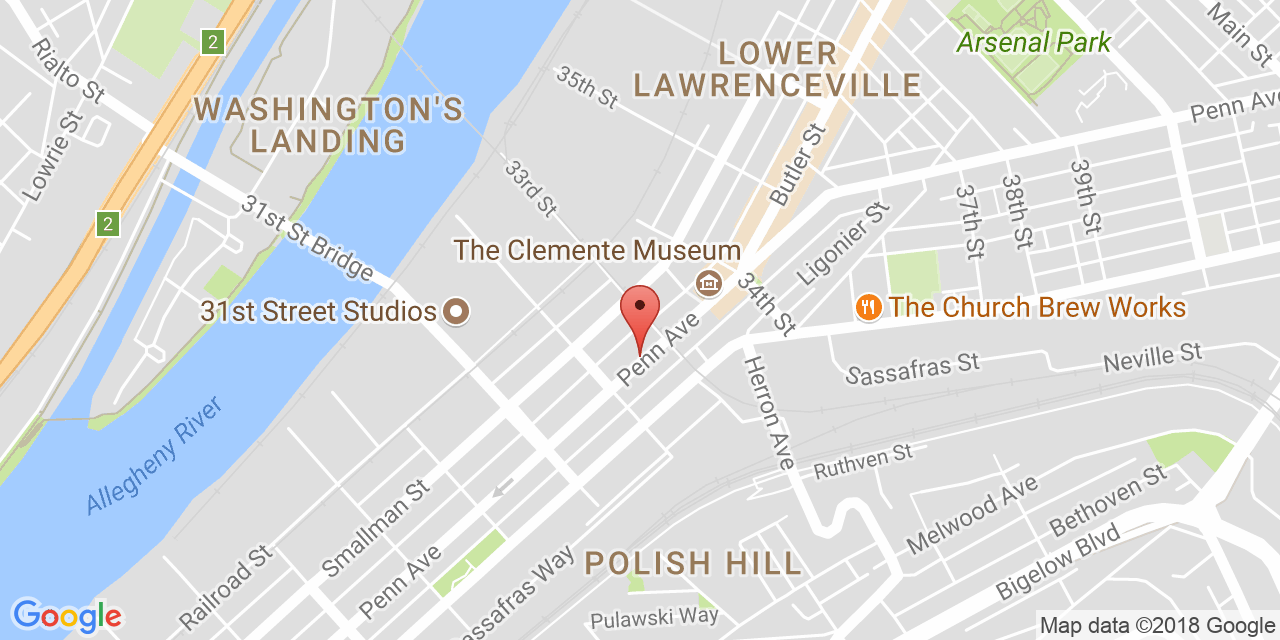 Rialto St
2
Lowrie St
2
WASHINGTON'S
LANDING
31st St Bridge
35th St
33rd St
LOWER
LAWRENCEVILLE
Arsenal Park
Main St
Penn Ave
Butler St
37th St
38th St
39th St
Ligonier St
The Clemente Museum
31st Street Studios
34th St
The Church Brew Works
Penn Ave
Sassafras St
Neville St
Herron Ave
Allegheny River
Ruthven St
Melwood Ave
Bethoven St
Bigelow Blvd
Smallman St
Railroad St
Penn Ave
assafras Way
POLISH HILL
Pulawski Way
Google
Map data ©2018 Google